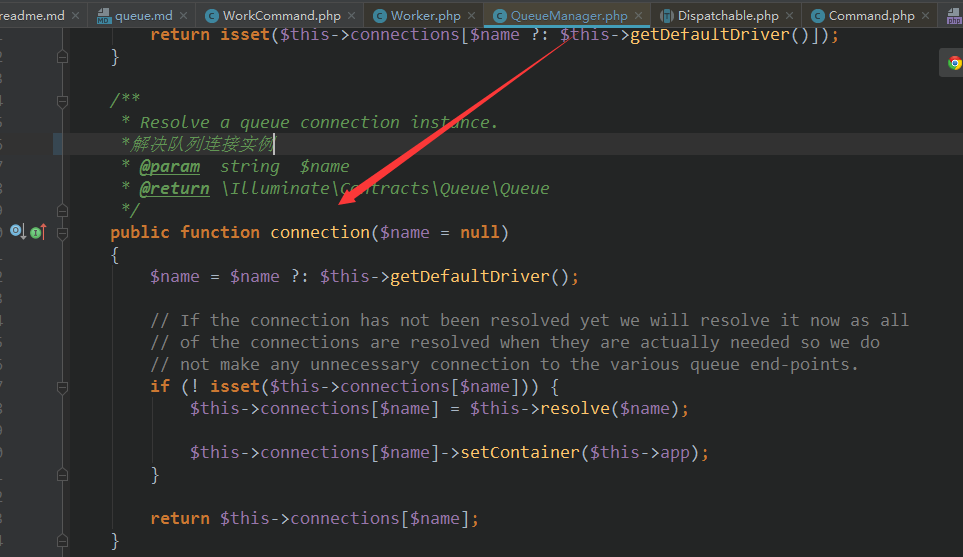 readme.md × queue.md × WorkCommand.php × Worker.php × QueueManager.php × Dispatchable.php × Command.php ×
return isset($this->connections[$name ?: $this->getDefaultDriver()]);
}
/**
* Resolve a queue connection instance.
*解决队列连接实例
* @param  string  $name
* @return \Illuminate\Contracts\Queue\Queue
*/
public function connection($name = null)
{
$name = $name ?: $this->getDefaultDriver();
// If the connection has not been resolved yet we will resolve it now as all
// of the connections are resolved when they are actually needed so we do
// not make any unnecessary connection to the various queue end-points.
if (! isset($this->connections[$name])) {
$this->connections[$name] = $this->resolve($name);
$this->connections[$name]->setContainer($this->app);
}
return $this->connections[$name];
}